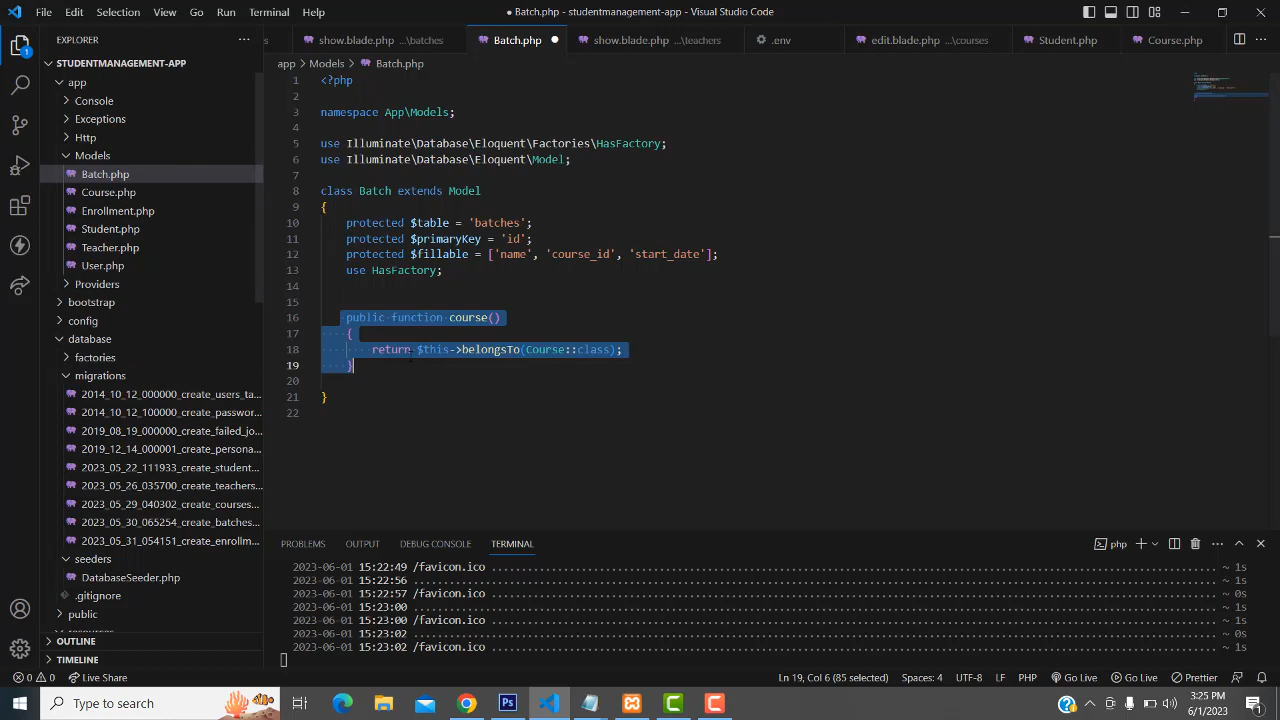 File Edit Selection View Go Run Terminal Help
● Batch.php - studentmanagement-app - Visual Studio Code
EXPLORER
STUDENTMANAGEMENT-APP
app
Console
Exceptions
Http
Models
Batch.php
Course.php
Enrollment.php
Student.php
Teacher.php
User.php
Providers
bootstrap
config
database
factories
migrations
2014_10_12_000000_create_users_ta...
2014_10_12_100000_create_passwor...
2019_08_19_000000_create_failed_jo...
2019_12_14_000001_create_persona...
2023_05_22_111933_create_student...
2023_05_26_035700_create_teachers...
2023_05_29_040302_create_courses...
2023_05_30_065254_create_batches...
2023_05_31_054151_create_enrollm...
seeders
DatabaseSeeder.php
.gitignore
public
OUTLINE
TIMELINE
show.blade.php ...\batches
Batch.php
show.blade.php ...\teachers
.env
edit.blade.php ...\courses
Student.php
Course.php
app > Models > Batch.php
1 <?php
2
3 namespace App\Models;
4
5 use Illuminate\Database\Eloquent\Factories\HasFactory;
6 use Illuminate\Database\Eloquent\Model;
7
8 class Batch extends Model
9 {
10 protected $table = 'batches';
11 protected $primaryKey = 'id';
12 protected $fillable = ['name', 'course_id', 'start_date'];
13 use HasFactory;
14
15
16 public function course()
17 {
18 return $this->belongsTo(Course::class);
19 }
20
21 }
22
PROBLEMS OUTPUT DEBUG CONSOLE TERMINAL
php
2023-06-01 15:22:49 /favicon.ico ~ 1s
2023-06-01 15:22:56 ~ 1s
2023-06-01 15:22:57 /favicon.ico ~ 0s
2023-06-01 15:23:00 ~ 1s
2023-06-01 15:23:00 /favicon.ico ~ 1s
2023-06-01 15:23:02 ~ 0s
2023-06-01 15:23:02 /favicon.ico ~ 1s
0 0 Live Share
Ln 19, Col 6 (85 selected) Spaces: 4 UTF-8 LF PHP Go Live Go Live Prettier
Type here to search
Ps
3:25 PM
6/1/2023